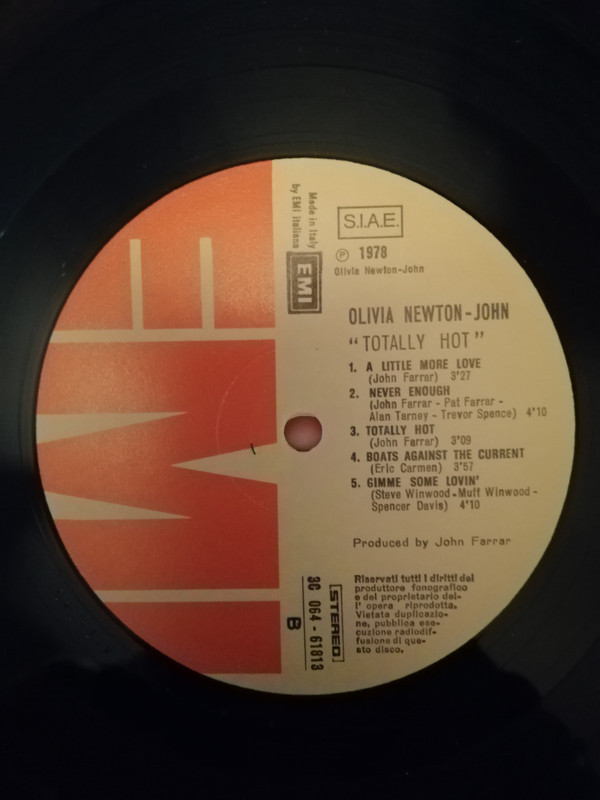 EMI
Made in Italy
by EMI Italiana
EMI
S.I.A.E.
℗ 1978
Olivia Newton-John
OLIVIA NEWTON-JOHN
“TOTALLY HOT”
1. A LITTLE MORE LOVE
(John Farrar) 3'27
2. NEVER ENOUGH
(John Farrar - Pat Farrar -
Alan Tarney - Trevor Spence) 4'10
3. TOTALLY HOT
(John Farrar) 3'09
4. BOATS AGAINST THE CURRENT
(Eric Carmen) 3'57
5. GIMME SOME LOVIN'
(Steve Winwood - Muff Winwood -
Spencer Davis) 4'10
Produced by John Farrar
Riservati tutti i diritti del
produttore fonografico
e del proprietario del-
l' opera riprodotta.
Vietata duplicazio-
ne, pubblica ese-
cuzione radiodif-
fusione di que-
sto disco.
STEREO
3C 064 - 61813
B